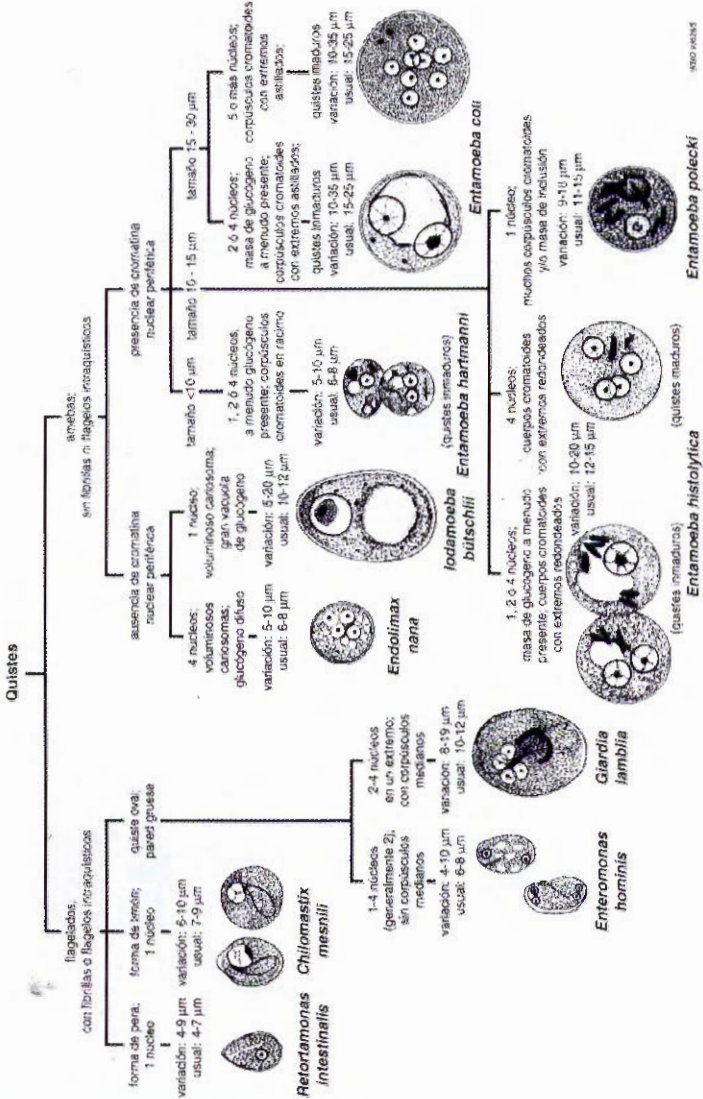 Quistes
flagelados,
con fibrillas o flagelos intraquísticos
forma de pera;
1 núcleo
variación: 4-9 µm
usual: 4-7 µm
Retortamonas
intestinalis
forma de limón;
1 núcleo
variación: 6-10 µm
usual: 7-9 µm
Chilomastix
mesnili
quiste oval;
pared gruesa
1-4 núcleos
(generalmente 2);
sin corpúsculos
medianos
variación: 4-10 µm
usual: 6-8 µm
Enteromonas
hominis
2-4 núcleos
en un extremo;
con corpúsculos
medianos
variación: 8-19 µm
usual: 10-12 µm
Giardia
lamblia
amebas;
sin fibrillas ni flagelos intraquísticos
ausencia de cromatina
nuclear periférica
4 núcleos;
voluminosos
cariosomas;
glucógeno difuso
variación: 5-10 µm
usual: 6-8 µm
Endolimax
nana
1 núcleo;
voluminoso cariosoma;
gran vacuola
de glucógeno
variación: 5-20 µm
usual: 10-12 µm
Iodamoeba
bütschlii
presencia de cromatina
nuclear periférica
tamaño <10 µm
1, 2 ó 4 núcleos;
a menudo glucógeno
presente; corpúsculos
cromatoides en racimo
variación: 5-10 µm
usual: 6-8 µm
(quistes inmaduros)
Entamoeba hartmanni
tamaño 10 - 15 µm
1, 2 ó 4 núcleos;
masa de glucógeno a menudo
presente; cuerpos cromatoides
con extremos redondeados
(quistes inmaduros)
4 núcleos;
cuerpos cromatoides
con extremos redondeados
variación: 10-20 µm
usual: 12-15 µm
(quistes maduros)
Entamoeba histolytica
1 núcleo;
muchos corpúsculos cromatoides
y/o masa de inclusión
variación: 9-18 µm
usual: 11-15 µm
Entamoeba polecki
tamaño 15 - 30 µm
2 ó 4 núcleos;
masa de glucógeno
a menudo presente;
corpúsculos cromatoides
con extremos astillados;
quistes inmaduros
variación: 10-35 µm
usual: 15-25 µm
5 o más núcleos;
corpúsculos cromatoides
con extremos
astillados;
quistes maduros
variación: 10-35 µm
usual: 15-25 µm
Entamoeba coli